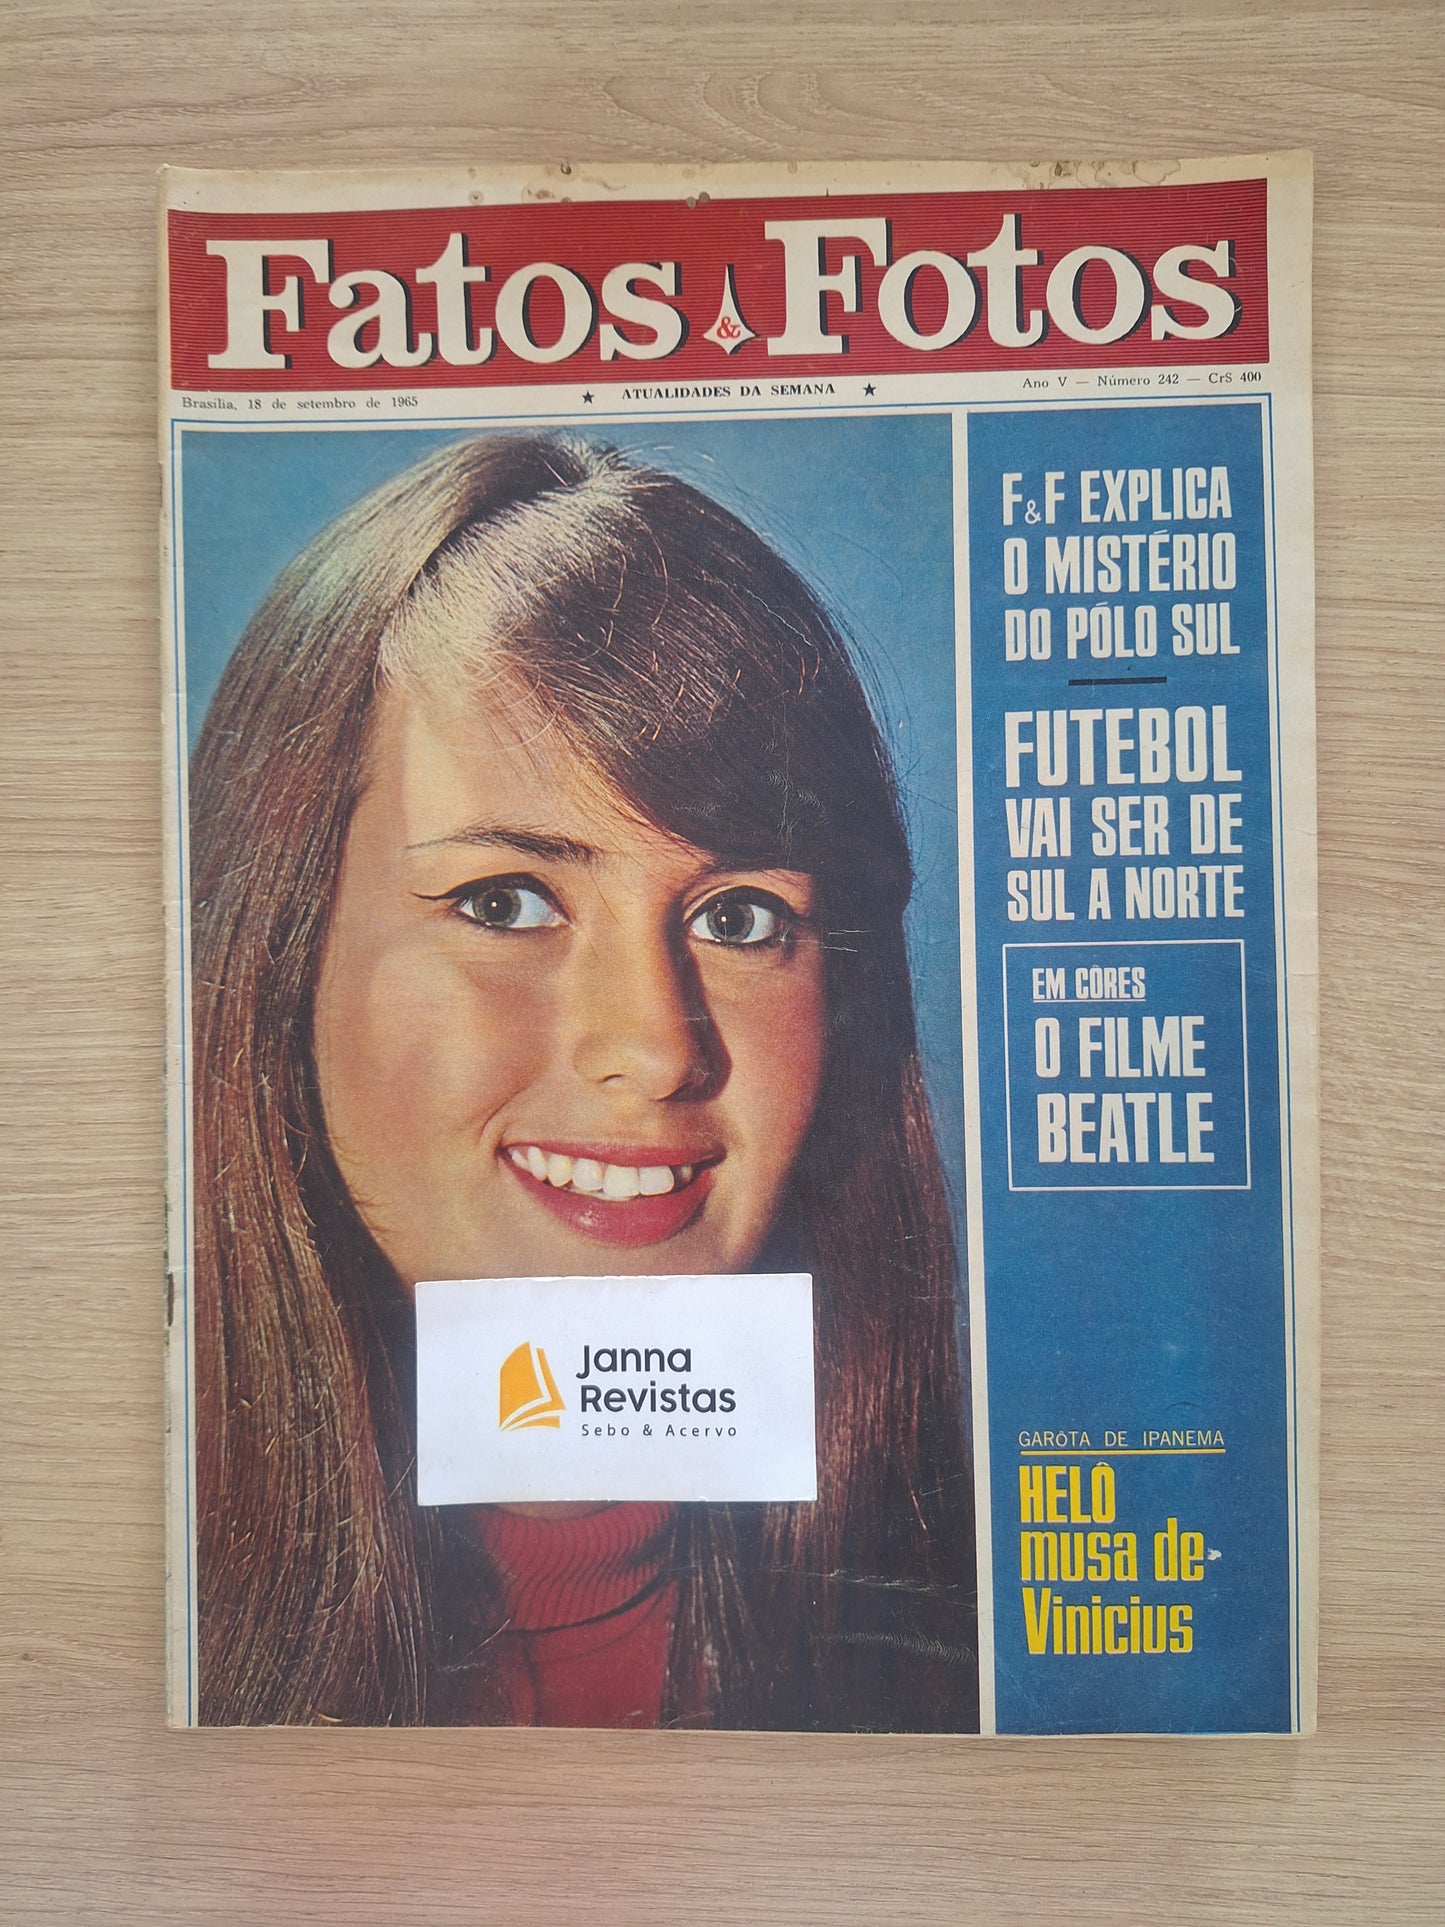 Fatos & Fotos
Brasília, 18 de setembro de 1965
★ ATUALIDADES DA SEMANA ★
Ano V — Número 242 — Cr$ 400
F&F EXPLICA
O MISTÉRIO
DO PÓLO SUL
FUTEBOL
VAI SER DE
SUL A NORTE
EM CÔRES
O FILME
BEATLE
GARÔTA DE IPANEMA
HELÔ
musa de
Vinicius
Janna
Revistas
Sebo & Acervo